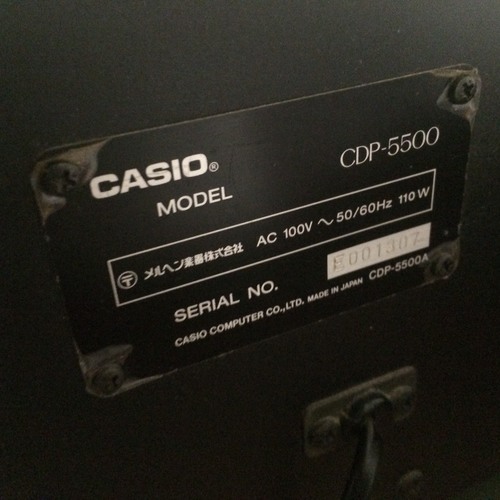 CASIO®
MODEL CDP-5500
〒 メルヘン楽器株式会社 AC 100V ～ 50/60Hz 110W
SERIAL NO. E001307
CASIO COMPUTER CO.,LTD. MADE IN JAPAN CDP-5500A